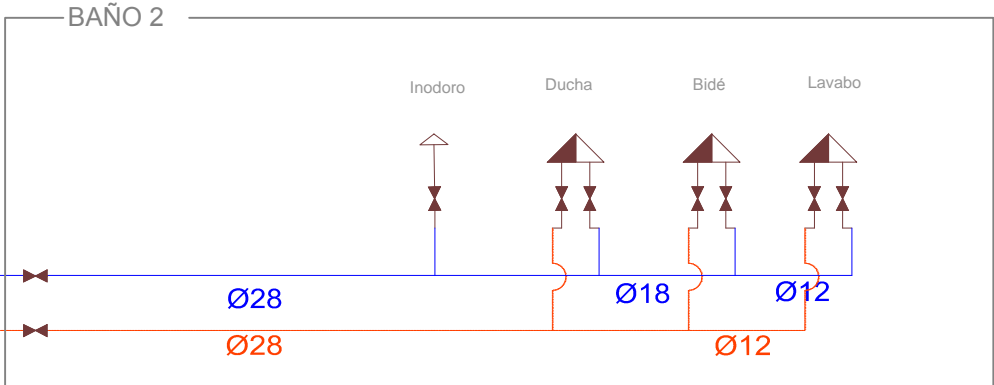 BAÑO 2
Inodoro
Ducha
Bidé
Lavabo
Ø28
Ø18
Ø12
Ø28
Ø12